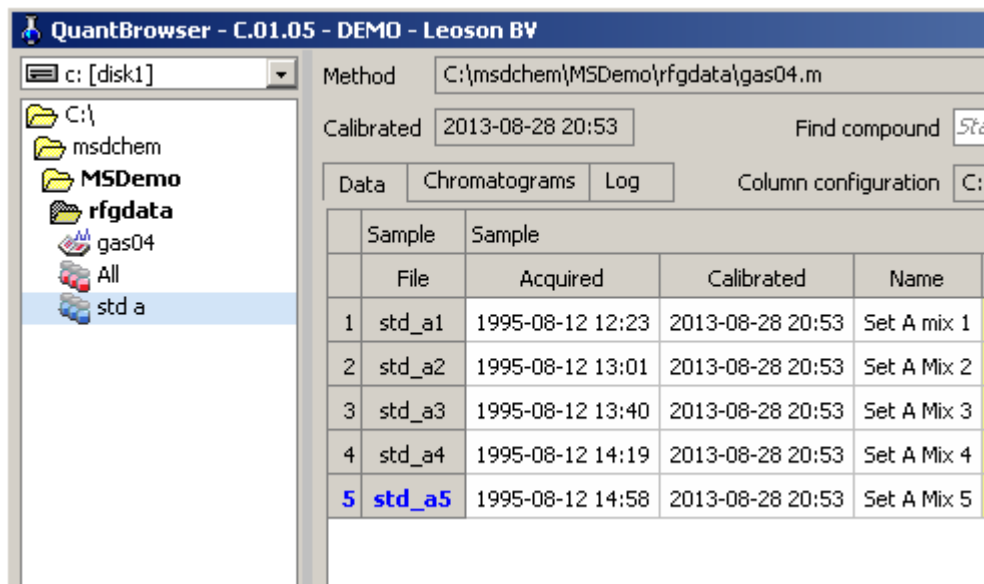 QuantBrowser - C.01.05 - DEMO - Leoson BV
c: [disk1]
C:\
msdchem
MSDemo
rfgdata
gas04
All
std a
Method C:\msdchem\MSDemo\rfgdata\gas04.m
Calibrated 2013-08-28 20:53 Find compound Sta
Data Chromatograms Log Column configuration C:
Sample Sample
File Acquired Calibrated Name
1 std_a1 1995-08-12 12:23 2013-08-28 20:53 Set A mix 1
2 std_a2 1995-08-12 13:01 2013-08-28 20:53 Set A Mix 2
3 std_a3 1995-08-12 13:40 2013-08-28 20:53 Set A Mix 3
4 std_a4 1995-08-12 14:19 2013-08-28 20:53 Set A Mix 4
5 std_a5 1995-08-12 14:58 2013-08-28 20:53 Set A Mix 5